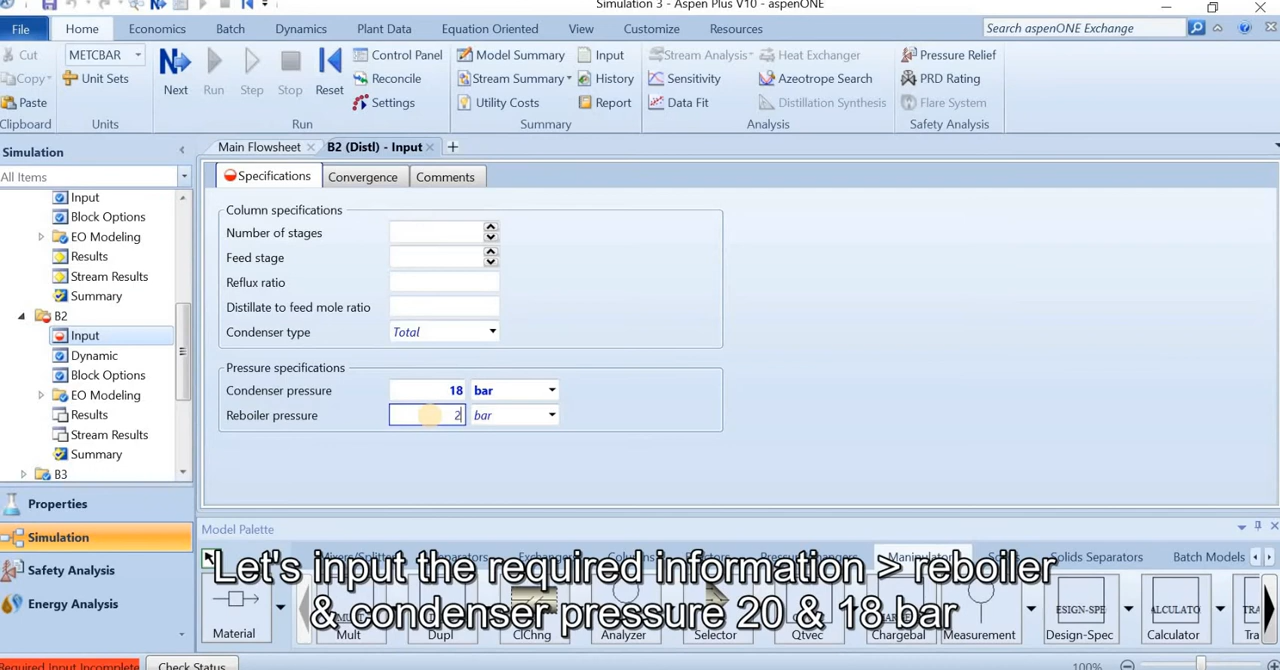 Simulation 3 - Aspen Plus V10 - aspenONE
File Home Economics Batch Dynamics Plant Data Equation Oriented View Customize Resources Search aspenONE Exchange
Cut METCBAR Control Panel Model Summary Input Stream Analysis Heat Exchanger Pressure Relief
Copy Unit Sets Next Run Step Stop Reset Reconcile Stream Summary History Sensitivity Azeotrope Search PRD Rating
Paste Settings Utility Costs Report Data Fit Distillation Synthesis Flare System
Clipboard Units Run Summary Analysis Safety Analysis
Simulation
All Items
Main Flowsheet B2 (Distl) - Input
Specifications Convergence Comments
Input
Block Options
EO Modeling
Results
Stream Results
Summary
B2
Input
Dynamic
Block Options
EO Modeling
Results
Stream Results
Summary
B3
Column specifications
Number of stages
Feed stage
Reflux ratio
Distillate to feed mole ratio
Condenser type Total
Pressure specifications
Condenser pressure 18 bar
Reboiler pressure 2 bar
Properties
Simulation
Safety Analysis
Energy Analysis
Model Palette
Solids Separators Batch Models
Let's input the required information > reboiler
& condenser pressure 20 & 18 bar
Material Mult Dupl ClChng Analyzer Selector Qtvec Chargebal Measurement Design-Spec Calculator
Required Input Incomplete Check Status 100%